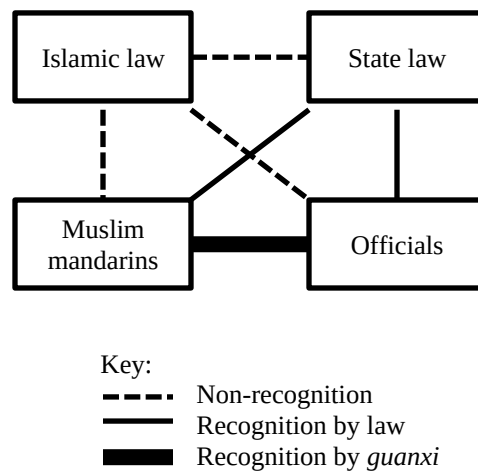 Islamic law
State law
Muslim
mandarins
Officials
Key:
Non-recognition
Recognition by law
Recognition by guanxi